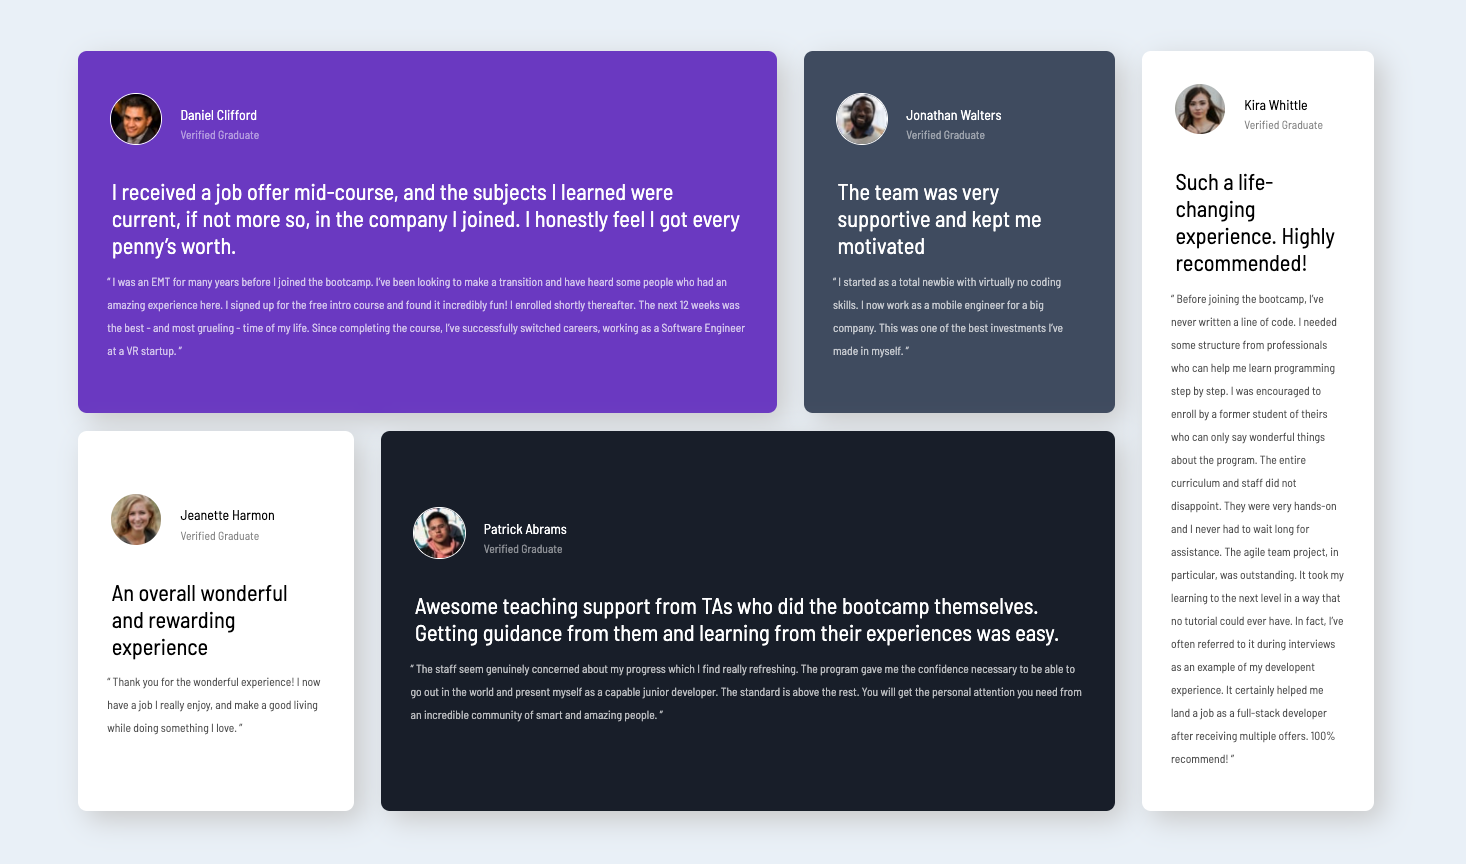 Daniel Clifford
Verified Graduate
I received a job offer mid-course, and the subjects I learned were
current, if not more so, in the company I joined. I honestly feel I got every
penny’s worth.
“ I was an EMT for many years before I joined the bootcamp. I’ve been looking to make a transition and have heard some people who had an
amazing experience here. I signed up for the free intro course and found it incredibly fun! I enrolled shortly thereafter. The next 12 weeks was
the best - and most grueling - time of my life. Since completing the course, I’ve successfully switched careers, working as a Software Engineer
at a VR startup. ”
Jonathan Walters
Verified Graduate
The team was very
supportive and kept me
motivated
“ I started as a total newbie with virtually no coding
skills. I now work as a mobile engineer for a big
company. This was one of the best investments I’ve
made in myself. ”
Kira Whittle
Verified Graduate
Such a life-
changing
experience. Highly
recommended!
“ Before joining the bootcamp, I’ve
never written a line of code. I needed
some structure from professionals
who can help me learn programming
step by step. I was encouraged to
enroll by a former student of theirs
who can only say wonderful things
about the program. The entire
curriculum and staff did not
disappoint. They were very hands-on
and I never had to wait long for
assistance. The agile team project, in
particular, was outstanding. It took my
learning to the next level in a way that
no tutorial could ever have. In fact, I’ve
often referred to it during interviews
as an example of my developent
experience. It certainly helped me
land a job as a full-stack developer
after receiving multiple offers. 100%
recommend! ”
Jeanette Harmon
Verified Graduate
An overall wonderful
and rewarding
experience
“ Thank you for the wonderful experience! I now
have a job I really enjoy, and make a good living
while doing something I love. ”
Patrick Abrams
Verified Graduate
Awesome teaching support from TAs who did the bootcamp themselves.
Getting guidance from them and learning from their experiences was easy.
“ The staff seem genuinely concerned about my progress which I find really refreshing. The program gave me the confidence necessary to be able to
go out in the world and present myself as a capable junior developer. The standard is above the rest. You will get the personal attention you need from
an incredible community of smart and amazing people. ”